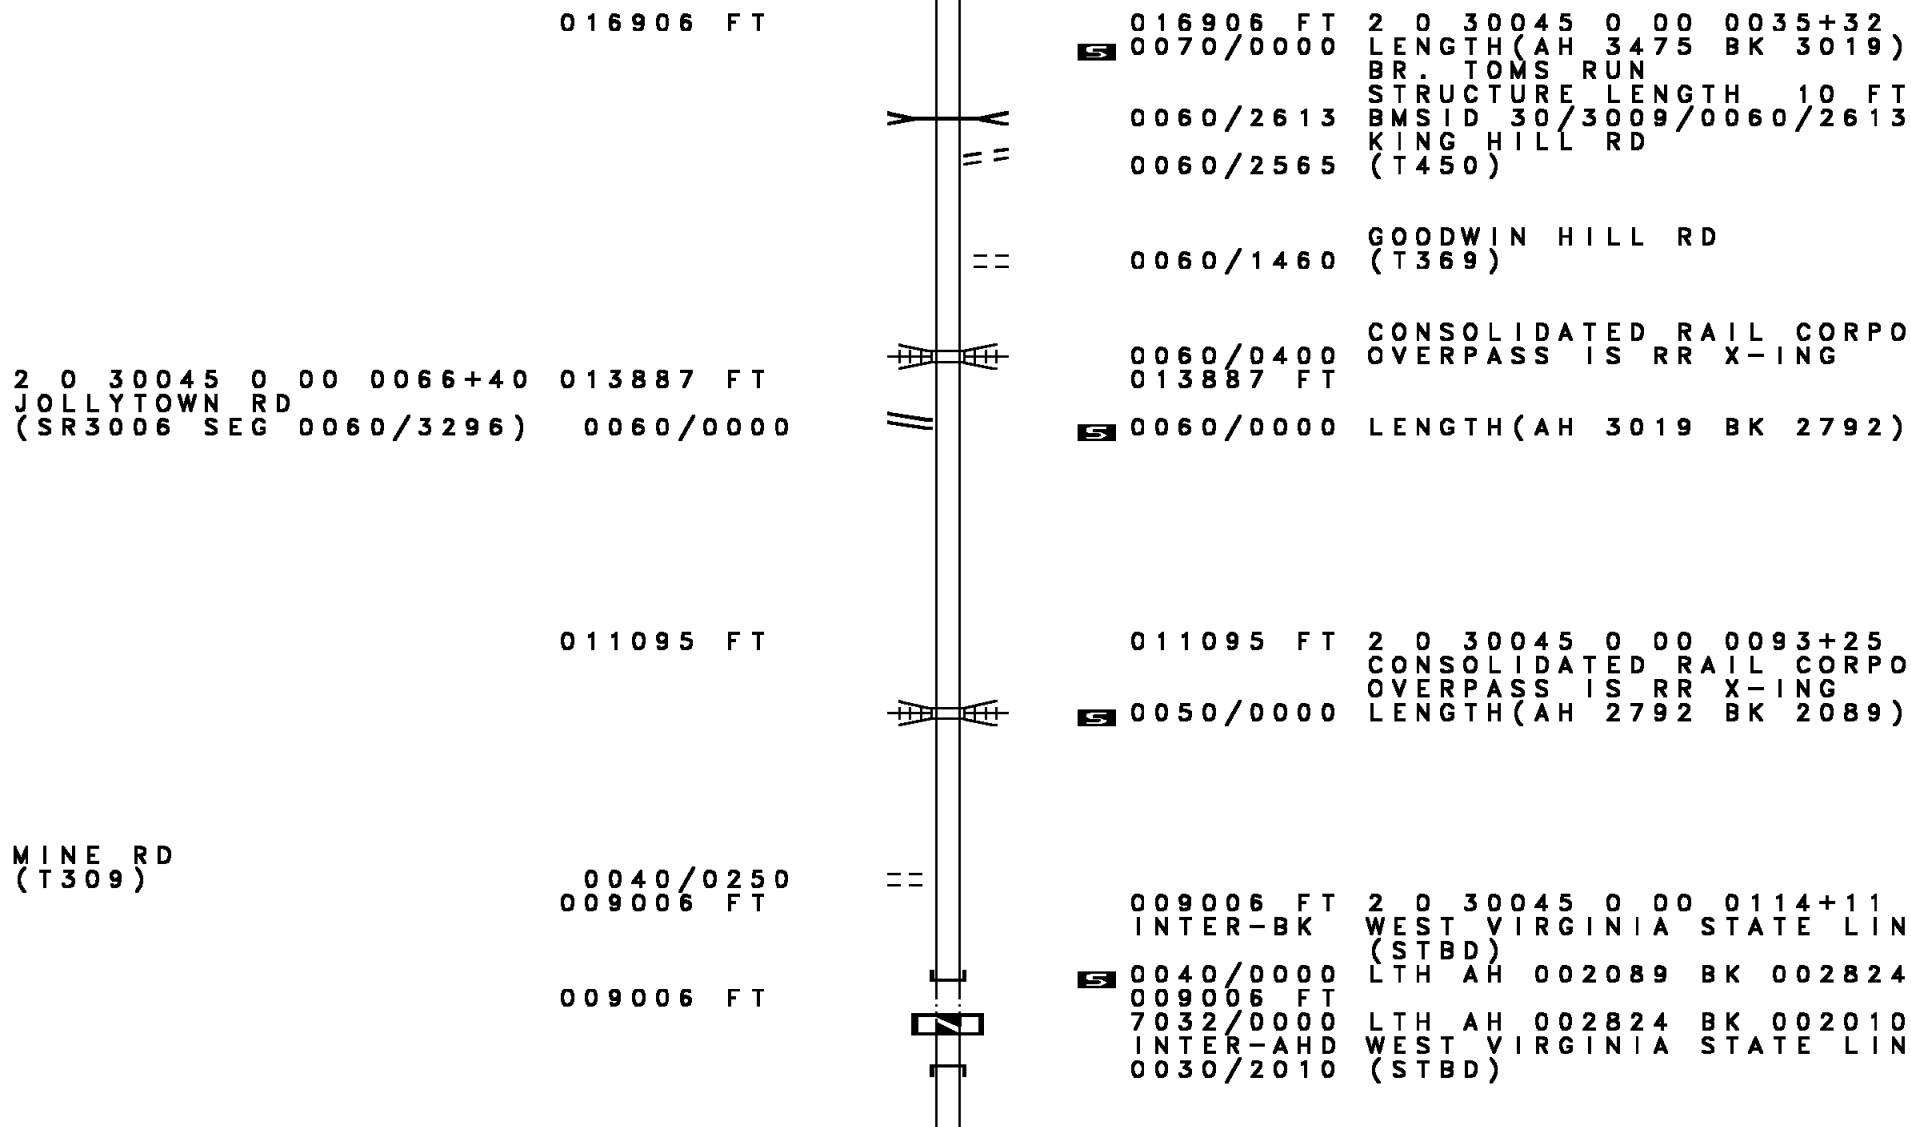 016906 FT 016906 FT 2 0 30045 0 00 0035+32
S 0070/0000 LENGTH(AH 3475 BK 3019)
BR. TOMS RUN
STRUCTURE LENGTH 10 FT
0060/2613 BMSID 30/3009/0060/2613
KING HILL RD
0060/2565 (T450)
GOODWIN HILL RD
0060/1460 (T369)
CONSOLIDATED RAIL CORPO
0060/0400 OVERPASS IS RR X-ING
2 0 30045 0 00 0066+40 013887 FT 013887 FT
JOLLYTOWN RD
(SR3006 SEG 0060/3296) 0060/0000 S 0060/0000 LENGTH(AH 3019 BK 2792)
011095 FT 011095 FT 2 0 30045 0 00 0093+25
CONSOLIDATED RAIL CORPO
OVERPASS IS RR X-ING
S 0050/0000 LENGTH(AH 2792 BK 2089)
MINE RD
(T309) 0040/0250
009006 FT 009006 FT 2 0 30045 0 00 0114+11
INTER-BK WEST VIRGINIA STATE LIN
(STBD)
S 0040/0000 LTH AH 002089 BK 002824
009006 FT 009006 FT
7032/0000 LTH AH 002824 BK 002010
INTER-AHD WEST VIRGINIA STATE LIN
0030/2010 (STBD)